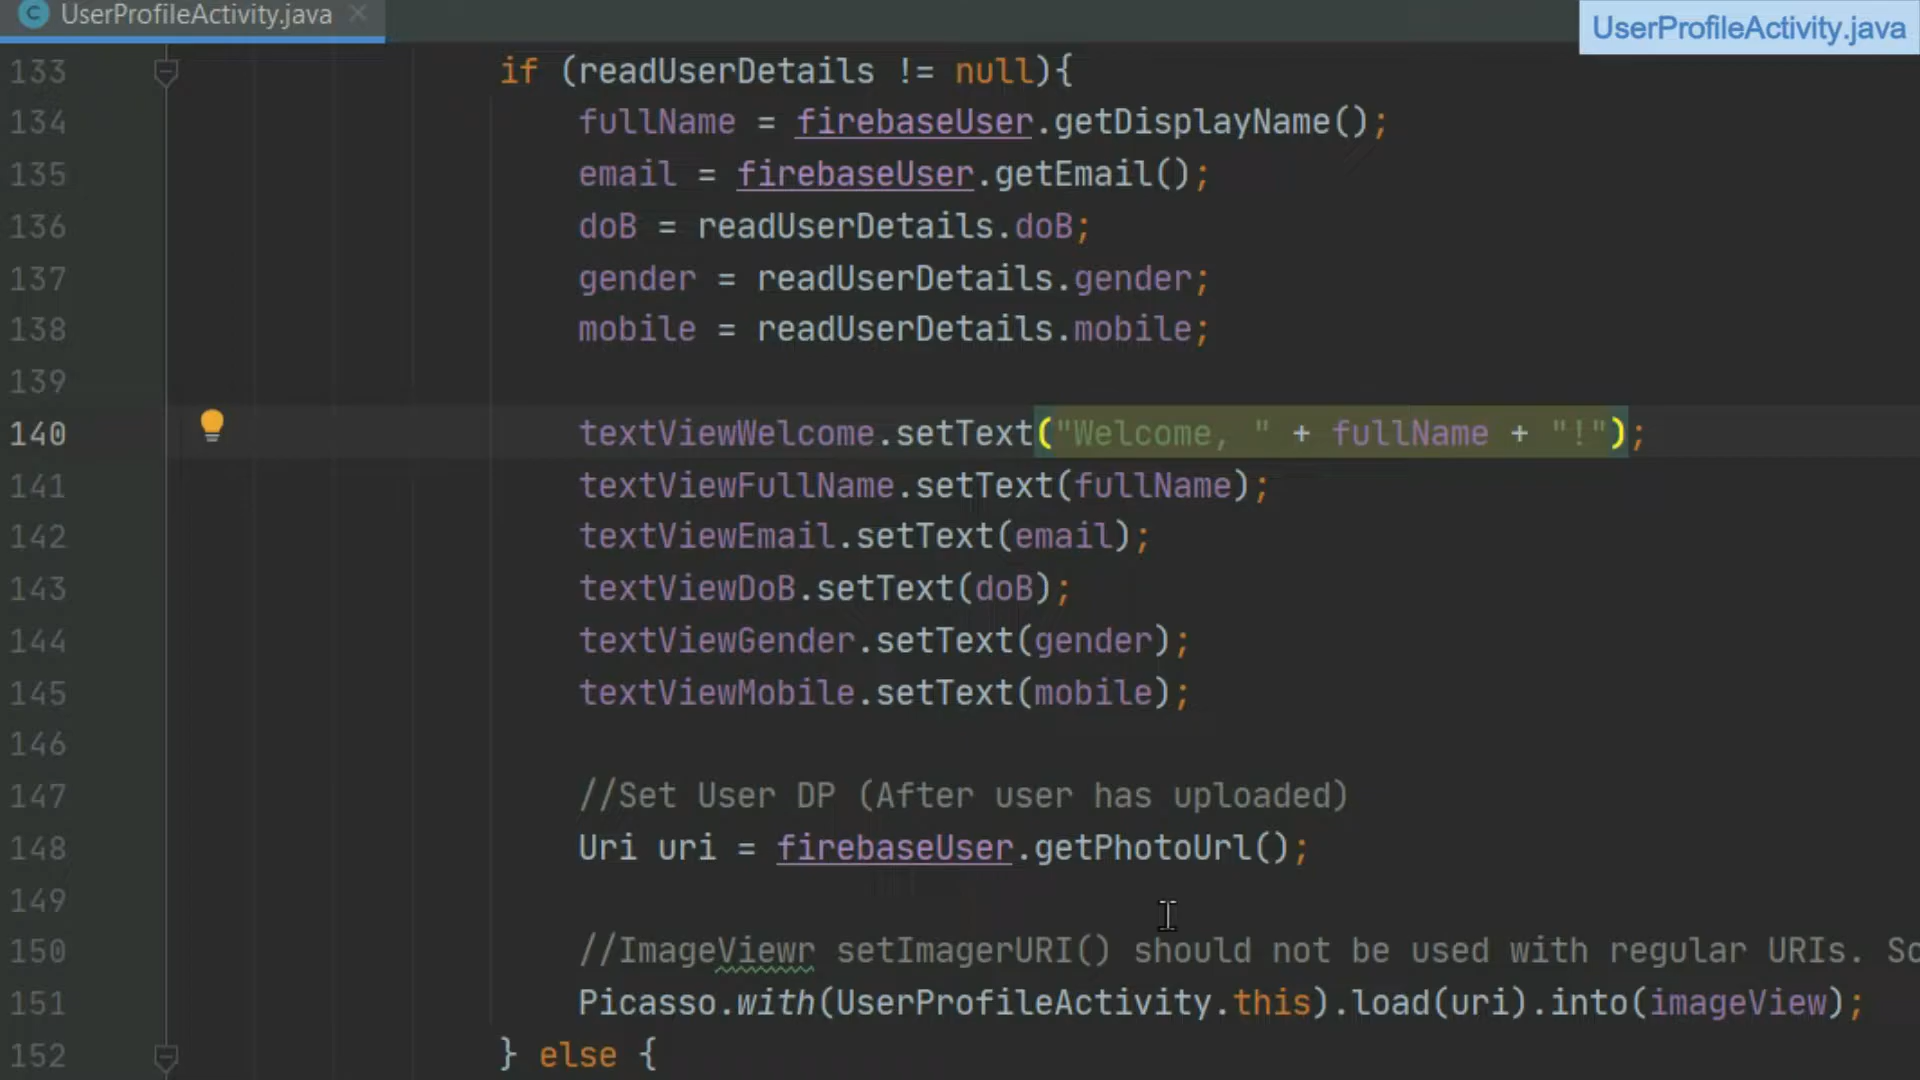 UserProfileActivity.java
UserProfileActivity.java
133 if (readUserDetails != null){
134 fullName = firebaseUser.getDisplayName();
135 email = firebaseUser.getEmail();
136 doB = readUserDetails.doB;
137 gender = readUserDetails.gender;
138 mobile = readUserDetails.mobile;
139
140 textViewWelcome.setText("Welcome, " + fullName + "!");
141 textViewFullName.setText(fullName);
142 textViewEmail.setText(email);
143 textViewDoB.setText(doB);
144 textViewGender.setText(gender);
145 textViewMobile.setText(mobile);
146
147 //Set User DP (After user has uploaded)
148 Uri uri = firebaseUser.getPhotoUrl();
149
150 //ImageViewr setImagerURI() should not be used with regular URIs. So
151 Picasso.with(UserProfileActivity.this).load(uri).into(imageView);
152 } else {